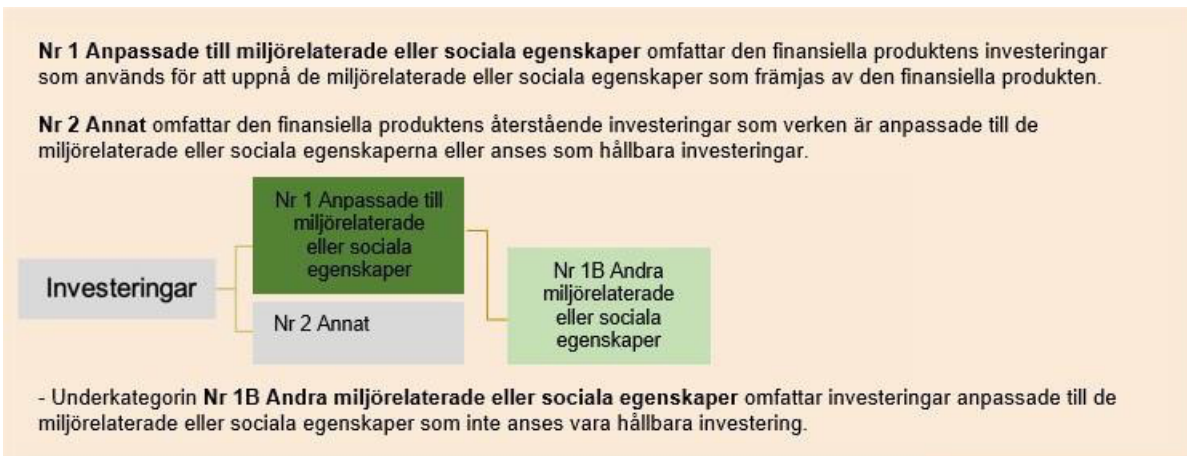 Nr 1 Anpassade till miljörelaterade eller sociala egenskaper omfattar den finansiella produktens investeringar
som används för att uppnå de miljörelaterade eller sociala egenskaper som främjas av den finansiella produkten.
Nr 2 Annat omfattar den finansiella produktens återstående investeringar som verken är anpassade till de
miljörelaterade eller sociala egenskaperna eller anses som hållbara investeringar.
Investeringar
Nr 1 Anpassade till
miljörelaterade
eller sociala
egenskaper
Nr 2 Annat
Nr 1B Andra
miljörelaterade
eller sociala
egenskaper
- Underkategorin Nr 1B Andra miljörelaterade eller sociala egenskaper omfattar investeringar anpassade till de
miljörelaterade eller sociala egenskaper som inte anses vara hållbara investering.